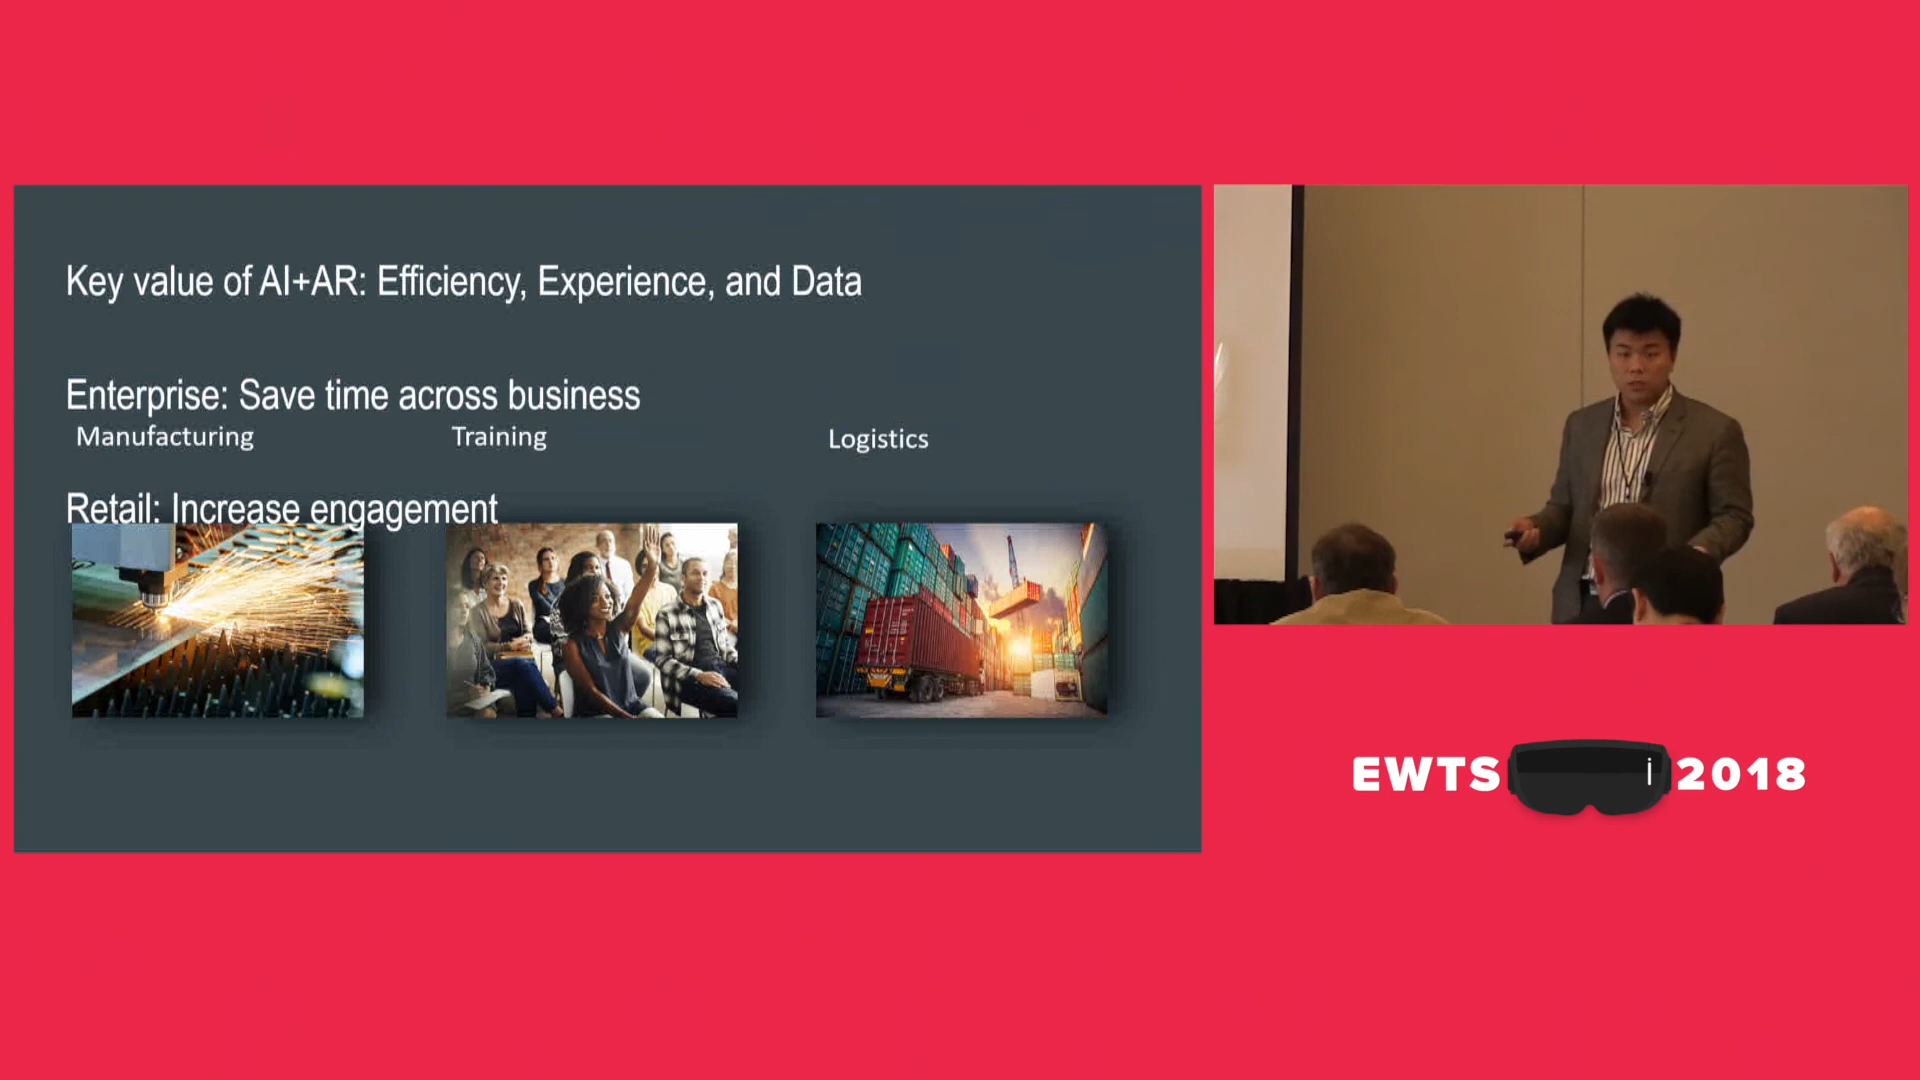 Key value of AI+AR: Efficiency, Experience, and Data
Enterprise: Save time across business
Manufacturing
Training
Logistics
Retail: Increase engagement
EWTS 2018